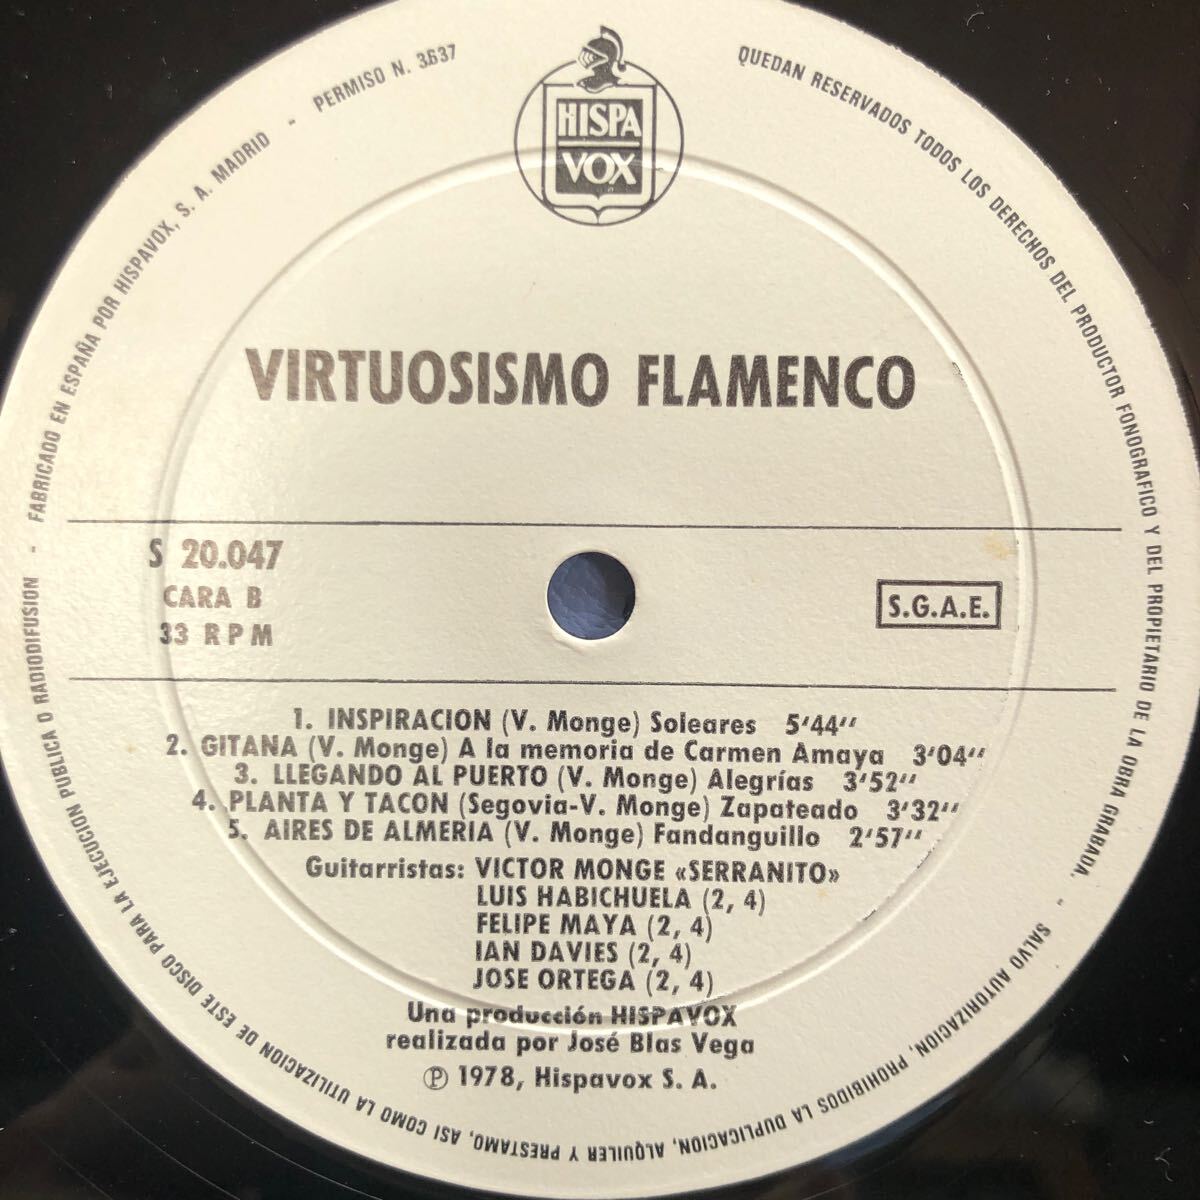 FABRICADO EN ESPAÑA POR HISPAVOX, S. A. MADRID - PERMISO N. 3637
QUEDAN RESERVADOS TODOS LOS DERECHOS DEL PRODUCTOR FONOGRAFICO Y DEL PROPIETARIO DE LA OBRA GRABADA. - SALVO AUTORIZACION, PROHIBIDOS LA DUPLICACION, ALQUILER Y PRESTAMO, ASI COMO LA UTILIZACION DE ESTE DISCO PARA LA EJECUCION PUBLICA O RADIODIFUSION -
HISPA
VOX
VIRTUOSISMO FLAMENCO
S 20.047
CARA B
33 RPM
S.G.A.E.
1. INSPIRACION (V. Monge) Soleares 5'44''
2. GITANA (V. Monge) A la memoria de Carmen Amaya 3'04''
3. LLEGANDO AL PUERTO (V. Monge) Alegrías 3'52''
4. PLANTA Y TACON (Segovia-V. Monge) Zapateado 3'32''
5. AIRES DE ALMERIA (V. Monge) Fandanguillo 2'57''
Guitarristas: VICTOR MONGE «SERRANITO»
LUIS HABICHUELA (2, 4)
FELIPE MAYA (2, 4)
IAN DAVIES (2, 4)
JOSE ORTEGA (2, 4)
Una producción HISPAVOX
realizada por José Blas Vega
Ⓟ 1978, Hispavox S. A.